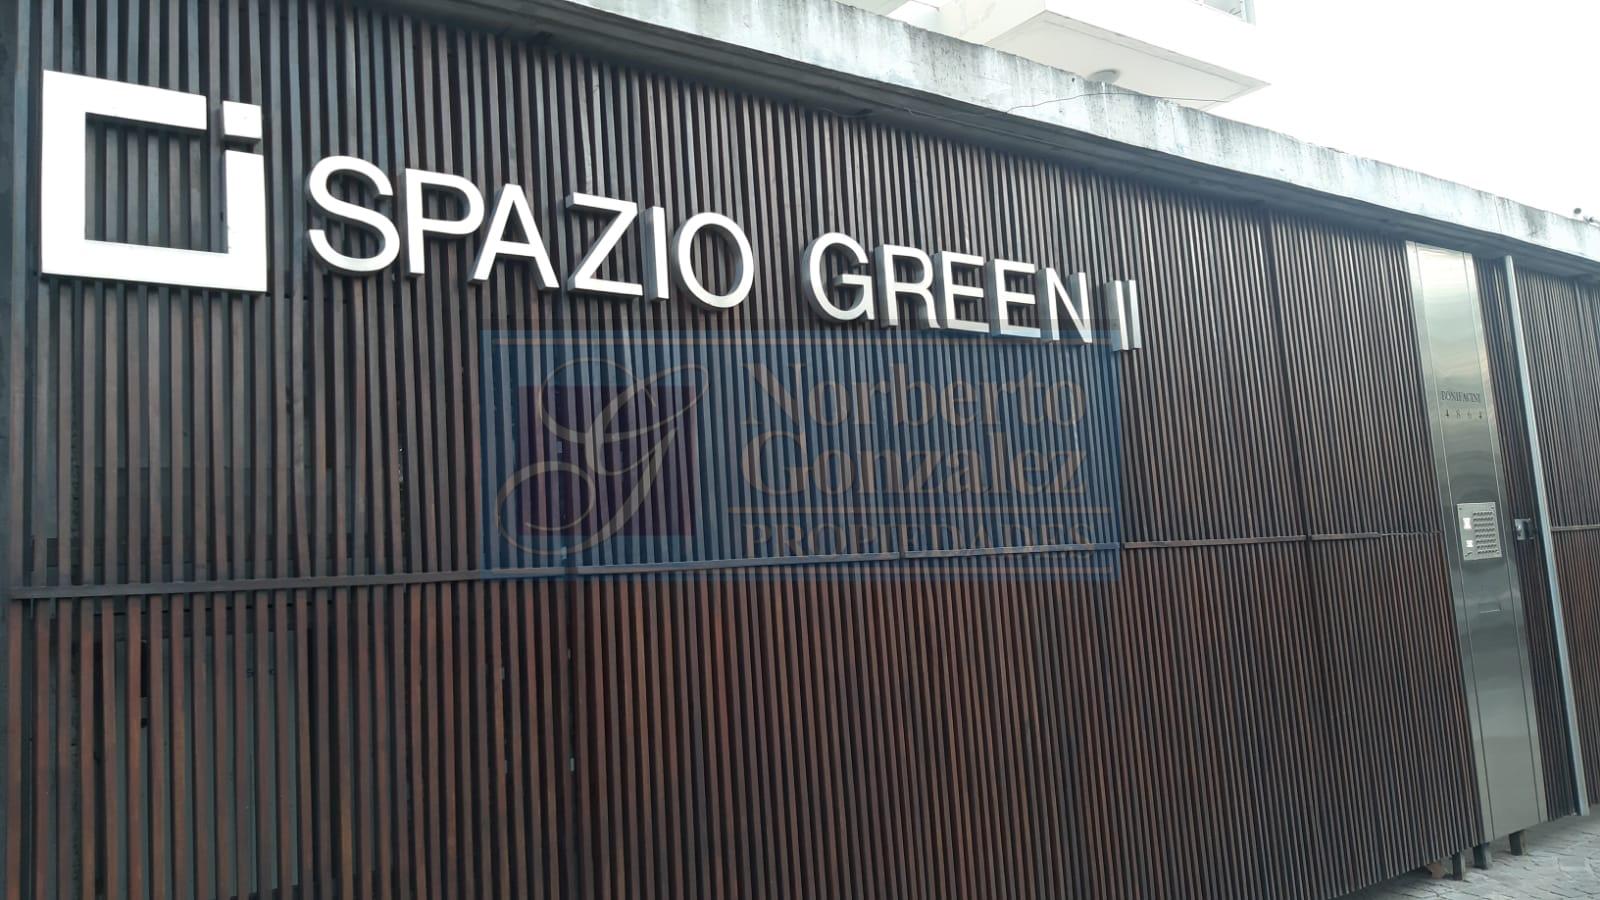 SPAZIO GREEN II
Norberto
Gonzalez
PROPIEDADES
BONIFACINI
4864